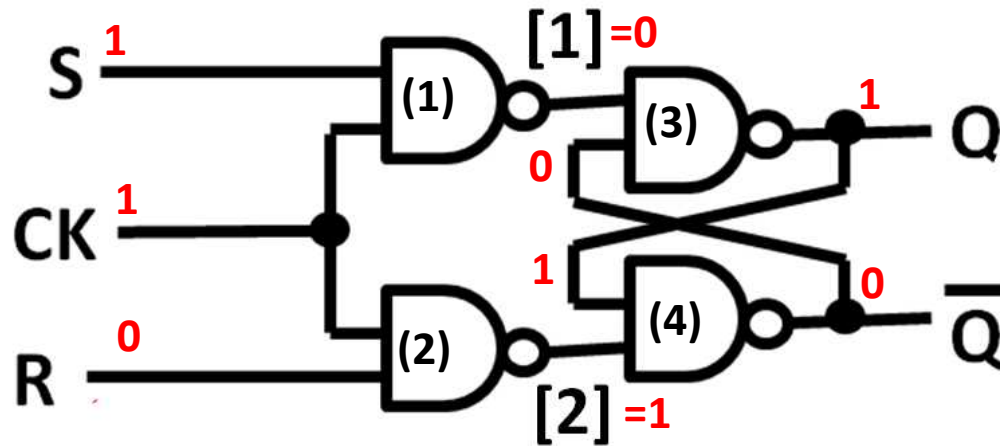 [1] =0
S 1
(1)
(3)
1
Q
0
CK 1
1
0
(4)
Q̅
R 0
(2)
[2] =1